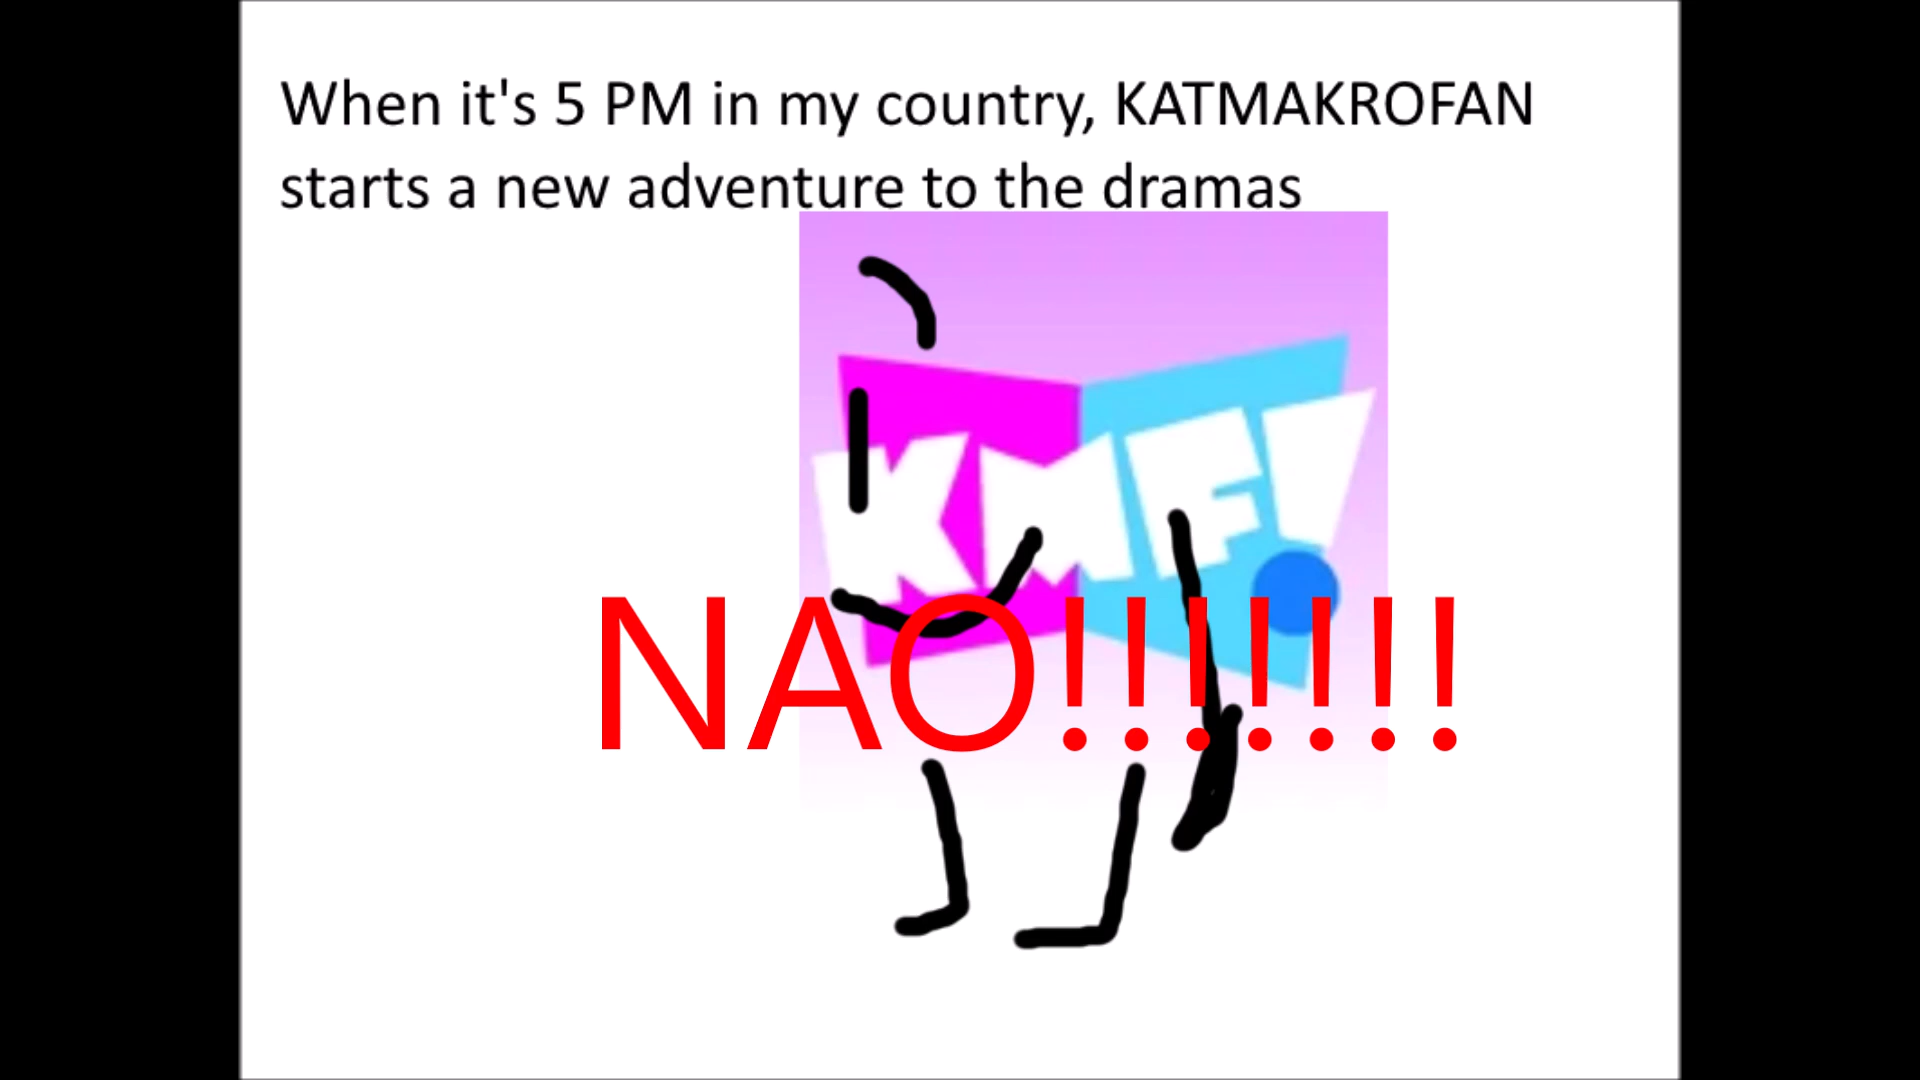 When it's 5 PM in my country, KATMAKROFAN
starts a new adventure to the dramas
KMF!
NAO!!!!!!!